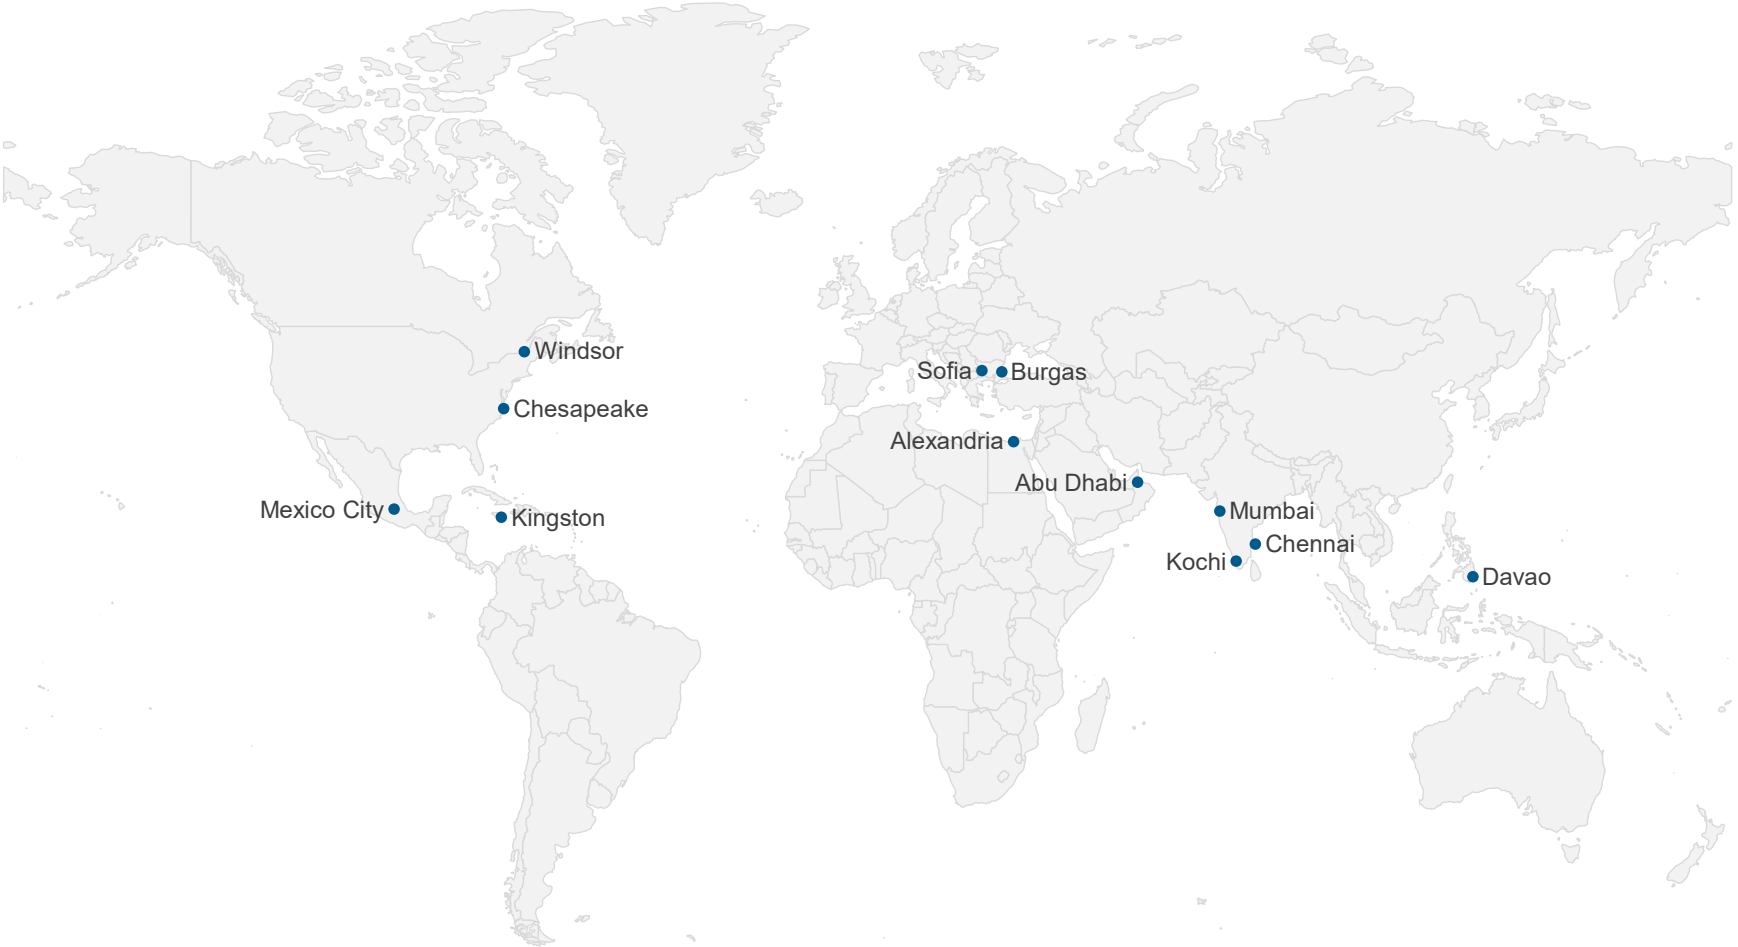 Windsor
Sofia
Burgas
Chesapeake
Alexandria
Abu Dhabi
Mexico City
Kingston
Mumbai
Chennai
Kochi
Davao